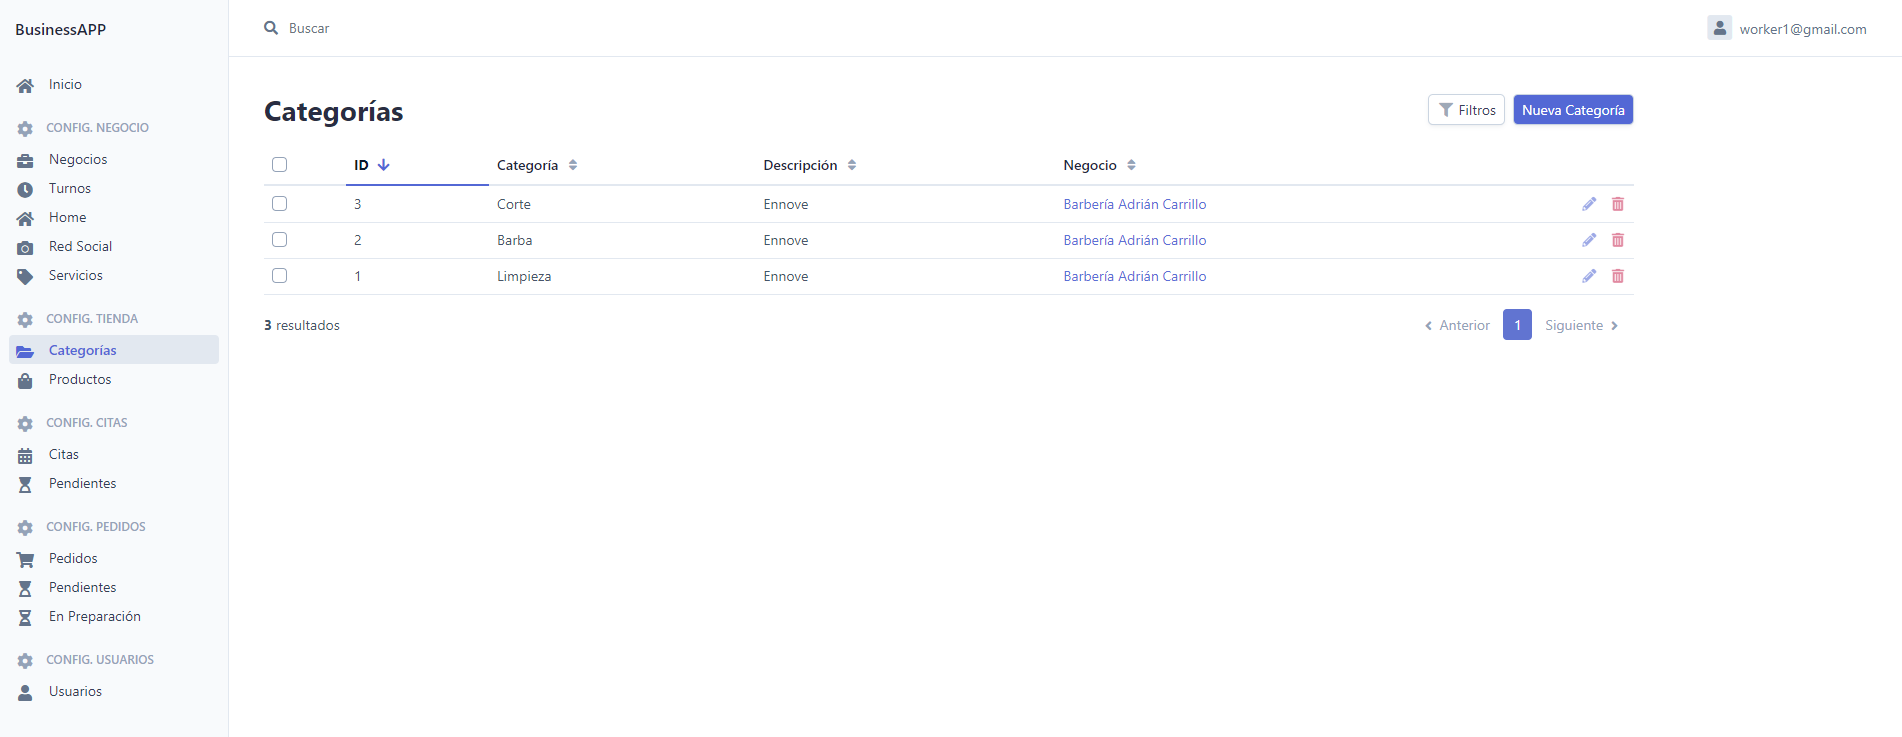 BusinessAPP
Inicio
CONFIG. NEGOCIO
Negocios
Turnos
Home
Red Social
Servicios
CONFIG. TIENDA
Categorías
Productos
CONFIG. CITAS
Citas
Pendientes
CONFIG. PEDIDOS
Pedidos
Pendientes
En Preparación
CONFIG. USUARIOS
Usuarios
Buscar
worker1@gmail.com
Categorías
Filtros
Nueva Categoría
ID Categoría Descripción Negocio
3 Corte Ennove Barbería Adrián Carrillo
2 Barba Ennove Barbería Adrián Carrillo
1 Limpieza Ennove Barbería Adrián Carrillo
3 resultados
Anterior 1 Siguiente